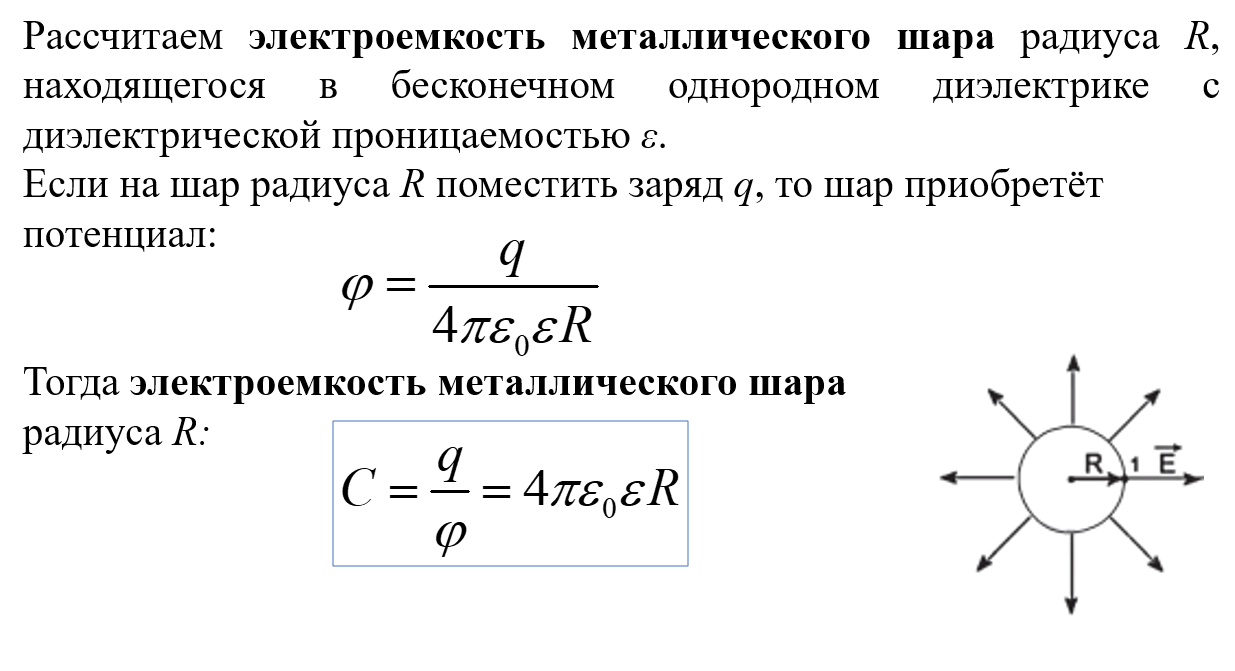 Рассчитаем электроемкость металлического шара радиуса R,
находящегося в бесконечном однородном диэлектрике с
диэлектрической проницаемостью ε.
Если на шар радиуса R поместить заряд q, то шар приобретёт
потенциал:
φ = q / 4πε₀εR
Тогда электроемкость металлического шара
радиуса R:
C = q / φ = 4πε₀εR
R 1 E⃗